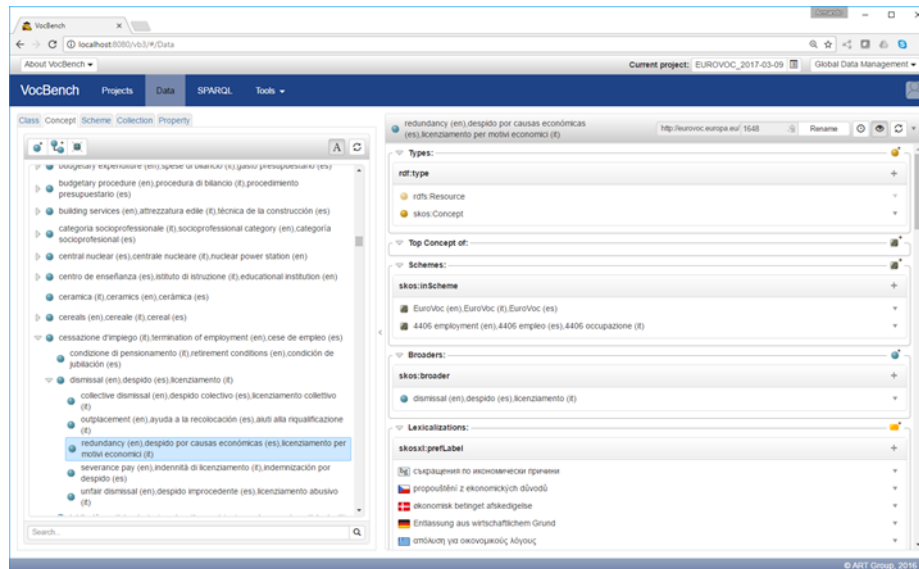 VocBench
localhost:8080/vb3/#/Data
About VocBench
Current project: EUROVOC_2017-03-09
Global Data Management
VocBench
Projects
Data
SPARQL
Tools
Class Concept Scheme Collection Property
redundancy (en),despido por causas económicas
(es),licenziamento per motivi economici (it)
http://eurovoc.europa.eu/ 1648
Rename
A
budgetary expenditure (en),spese di bilancio (it),gasto presupuestario (es)
budgetary procedure (en),procedura di bilancio (it),procedimiento
presupuestario (es)
building services (en),attrezzatura edile (it),técnica de la construcción (es)
categoria socioprofessionale (it),socioprofessional category (en),categoría
socioprofesional (es)
central nuclear (es),centrale nucleare (it),nuclear power station (en)
centro de enseñanza (es),istituto di istruzione (it),educational institution (en)
ceramica (it),ceramics (en),cerámica (es)
cereals (en),cereale (it),cereal (es)
cessazione d'impiego (it),termination of employment (en),cese de empleo (es)
condizione di pensionamento (it),retirement conditions (en),condición de
jubilación (es)
dismissal (en),despido (es),licenziamento (it)
collective dismissal (en),despido colectivo (es),licenziamento collettivo
(it)
outplacement (en),ayuda a la recolocación (es),aiuti alla riqualificazione
(it)
redundancy (en),despido por causas económicas (es),licenziamento per
motivi economici (it)
severance pay (en),indennità di licenziamento (it),indemnización por
despido (es)
unfair dismissal (en),despido improcedente (es),licenziamento abusivo
(it)
Search...
Types:
rdf:type
rdfs:Resource
skos:Concept
Top Concept of:
Schemes:
skos:inScheme
EuroVoc (en),EuroVoc (it),EuroVoc (es)
4406 employment (en),4406 empleo (es),4406 occupazione (it)
Broaders:
skos:broader
dismissal (en),despido (es),licenziamento (it)
Lexicalizations:
skosxl:prefLabel
съкращения по икономически причини
propouštění z ekonomických důvodů
økonomisk betinget afskedigelse
Entlassung aus wirtschaftlichem Grund
απόλυση για οικονομικούς λόγους
© ART Group, 2016